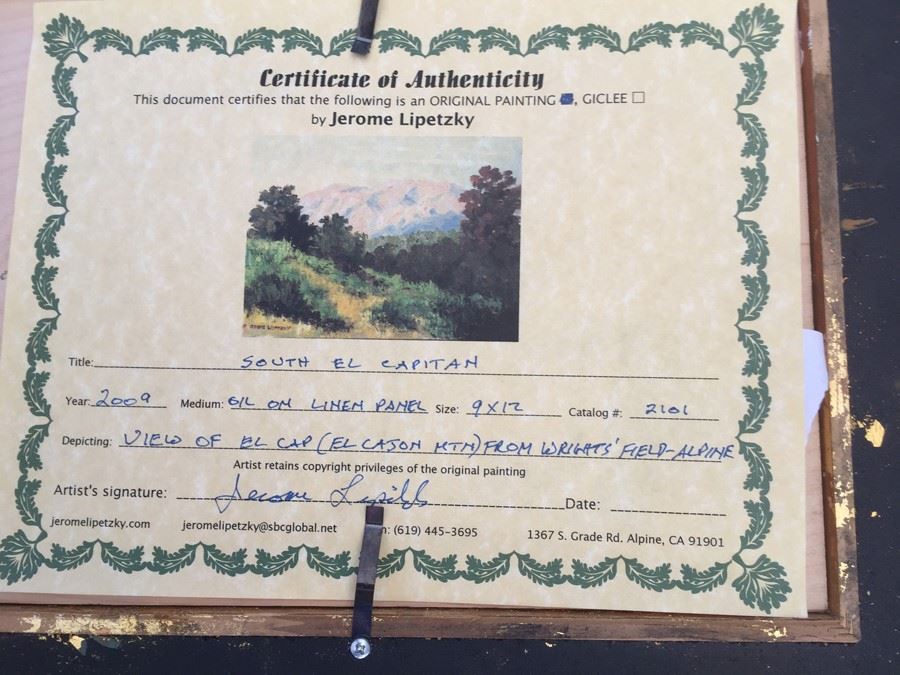 Certificate of Authenticity
This document certifies that the following is an ORIGINAL PAINTING , GICLEE ☐
by Jerome Lipetzky
Title: SOUTH EL CAPITAN
Year: 2009 Medium: OIL ON LINEN PANEL Size: 9X12 Catalog #: 2101
Depicting: VIEW OF EL CAP (EL CAJON MTN) FROM WRIGHTS' FIELD-ALPINE
Artist retains copyright privileges of the original painting
Artist's signature: Jerome Date:
jeromelipetzky.com jeromelipetzky@sbcglobal.net : (619) 445-3695 1367 S. Grade Rd. Alpine, CA 91901